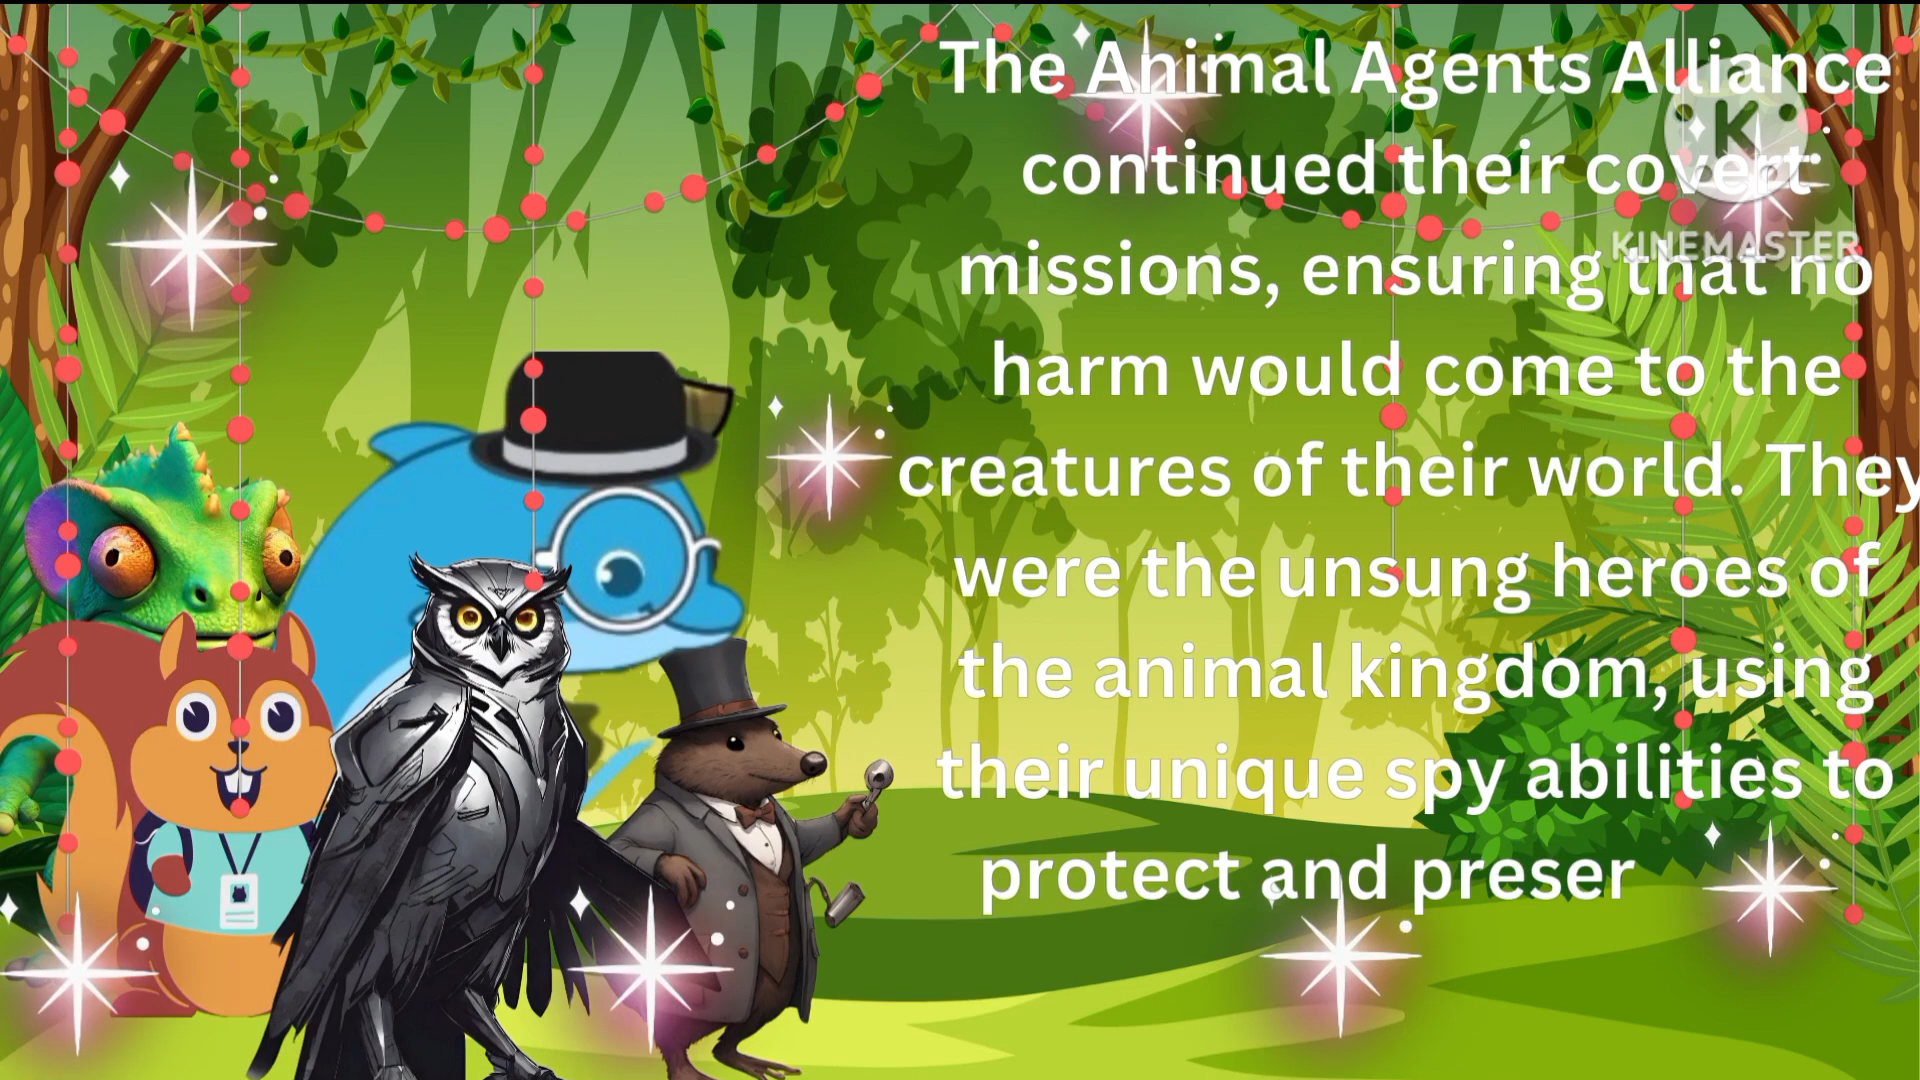 The Animal Agents Alliance
continued their covert
missions, ensuring that no
harm would come to the
creatures of their world. They
were the unsung heroes of
the animal kingdom, using
their unique spy abilities to
protect and preser
K
KINEMASTER